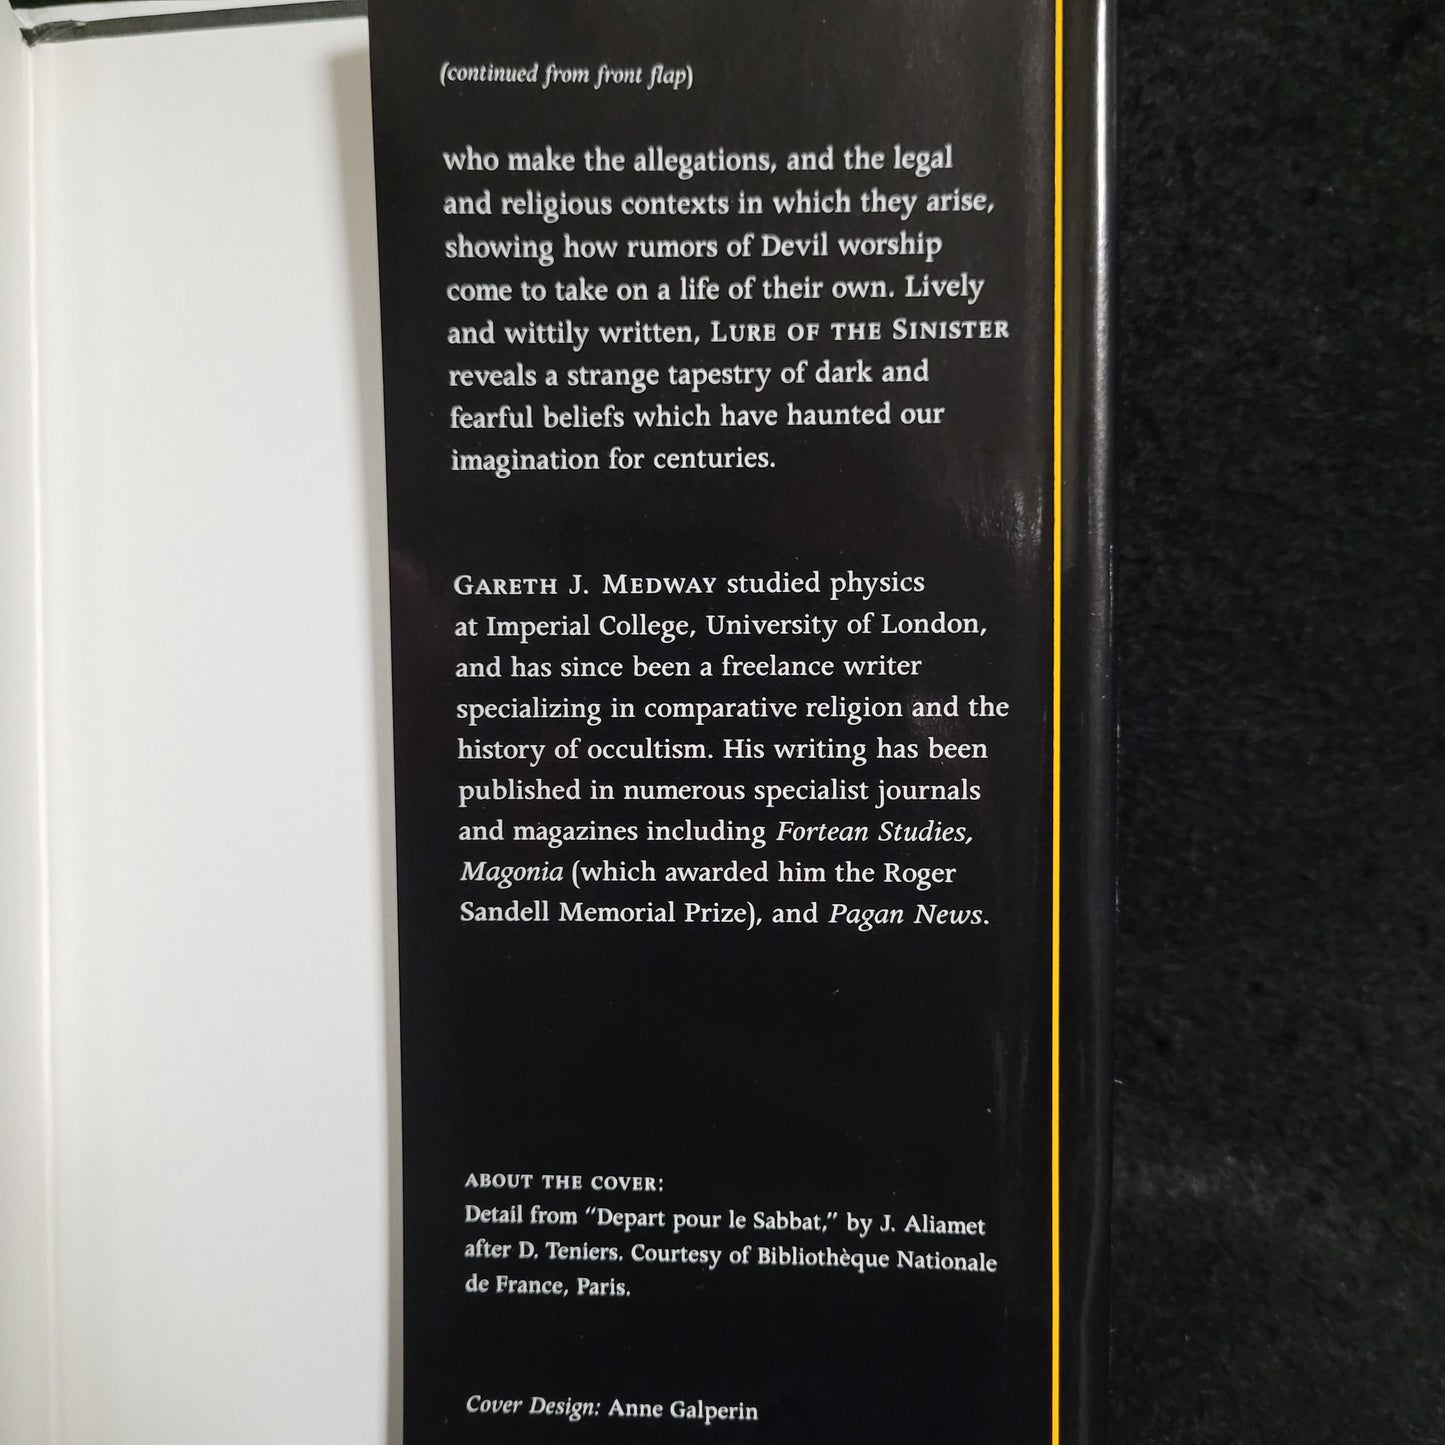 (continued from front flap)
who make the allegations, and the legal
and religious contexts in which they arise,
showing how rumors of Devil worship
come to take on a life of their own. Lively
and wittily written, LURE OF THE SINISTER
reveals a strange tapestry of dark and
fearful beliefs which have haunted our
imagination for centuries.
GARETH J. MEDWAY studied physics
at Imperial College, University of London,
and has since been a freelance writer
specializing in comparative religion and the
history of occultism. His writing has been
published in numerous specialist journals
and magazines including Fortean Studies,
Magonia (which awarded him the Roger
Sandell Memorial Prize), and Pagan News.
ABOUT THE COVER:
Detail from “Depart pour le Sabbat,” by J. Aliamet
after D. Teniers. Courtesy of Bibliothèque Nationale
de France, Paris.
Cover Design: Anne Galperin